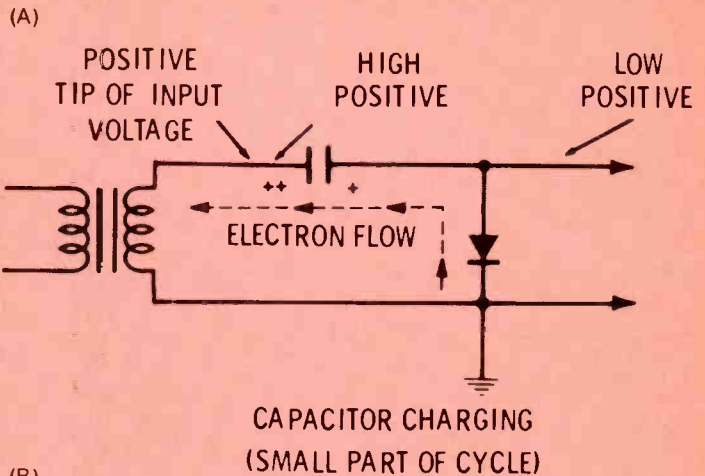 (A)
POSITIVE
TIP OF INPUT
VOLTAGE
HIGH
POSITIVE
LOW
POSITIVE
++
+
ELECTRON FLOW
CAPACITOR CHARGING
(SMALL PART OF CYCLE)
(B)